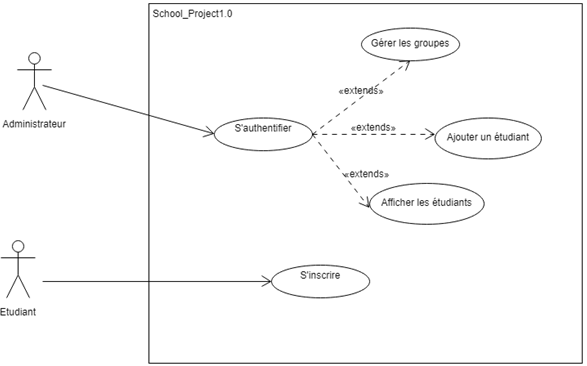 School_Project1.0
Gérer les groupes
«extends»
Administrateur
S'authentifier
«extends»
Ajouter un étudiant
«extends»
Afficher les étudiants
S'inscrire
Etudiant